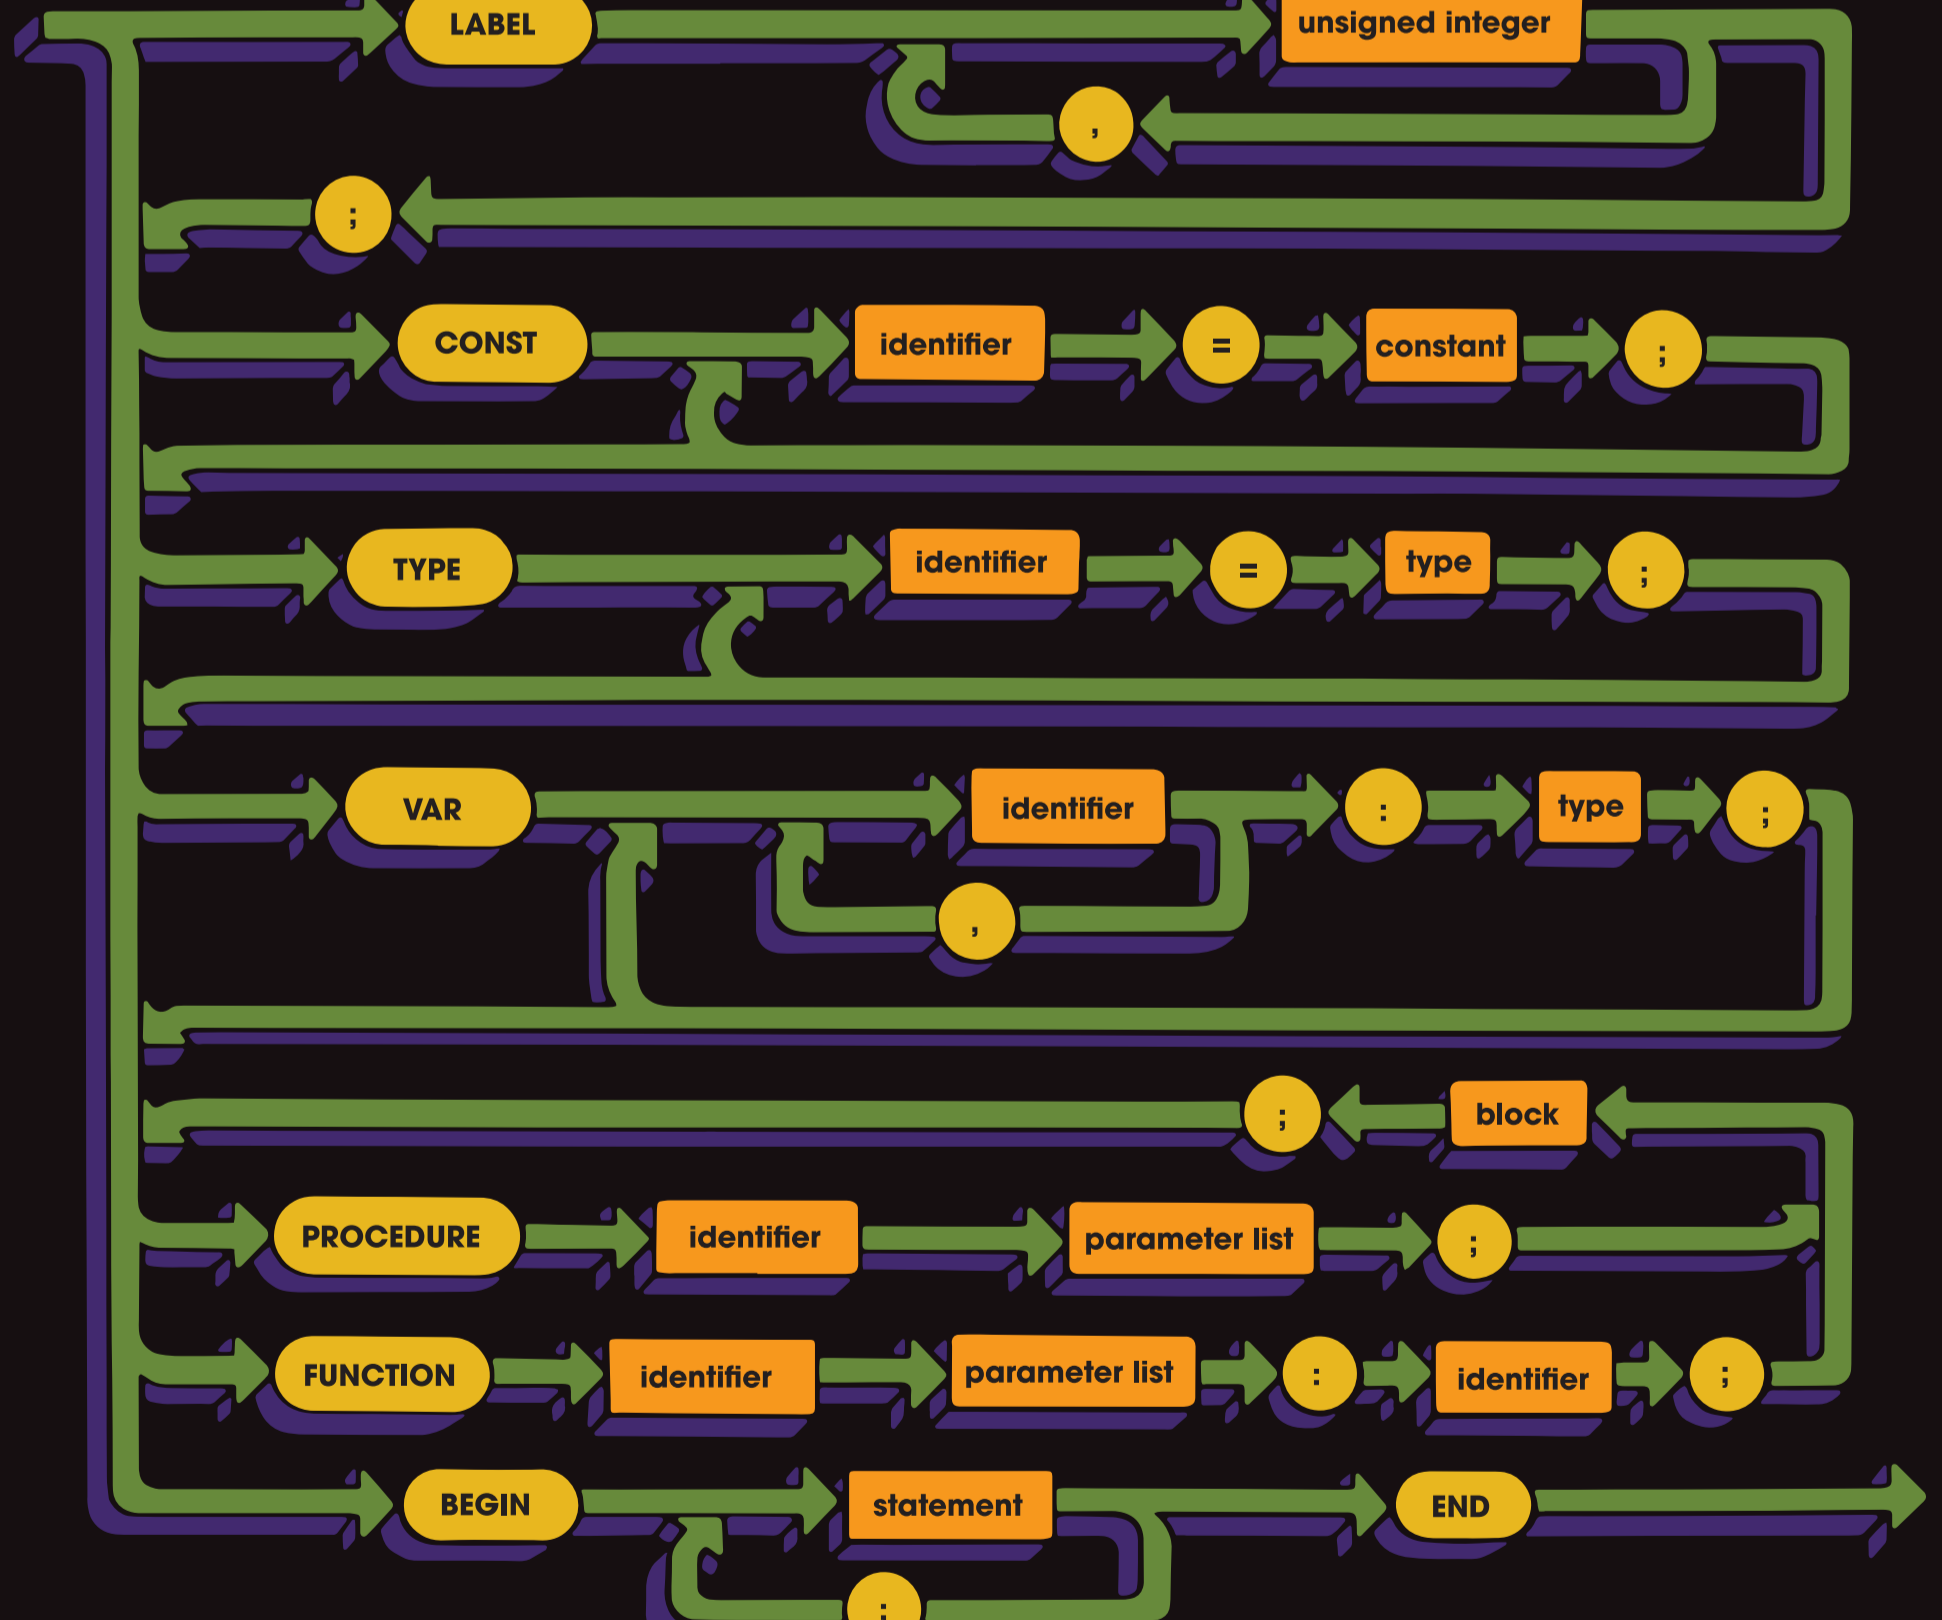 LABEL unsigned integer
,
;
CONST identifier = constant ;
TYPE identifier = type ;
VAR identifier : type ;
,
; block
PROCEDURE identifier parameter list ;
FUNCTION identifier parameter list : identifier ;
BEGIN statement END